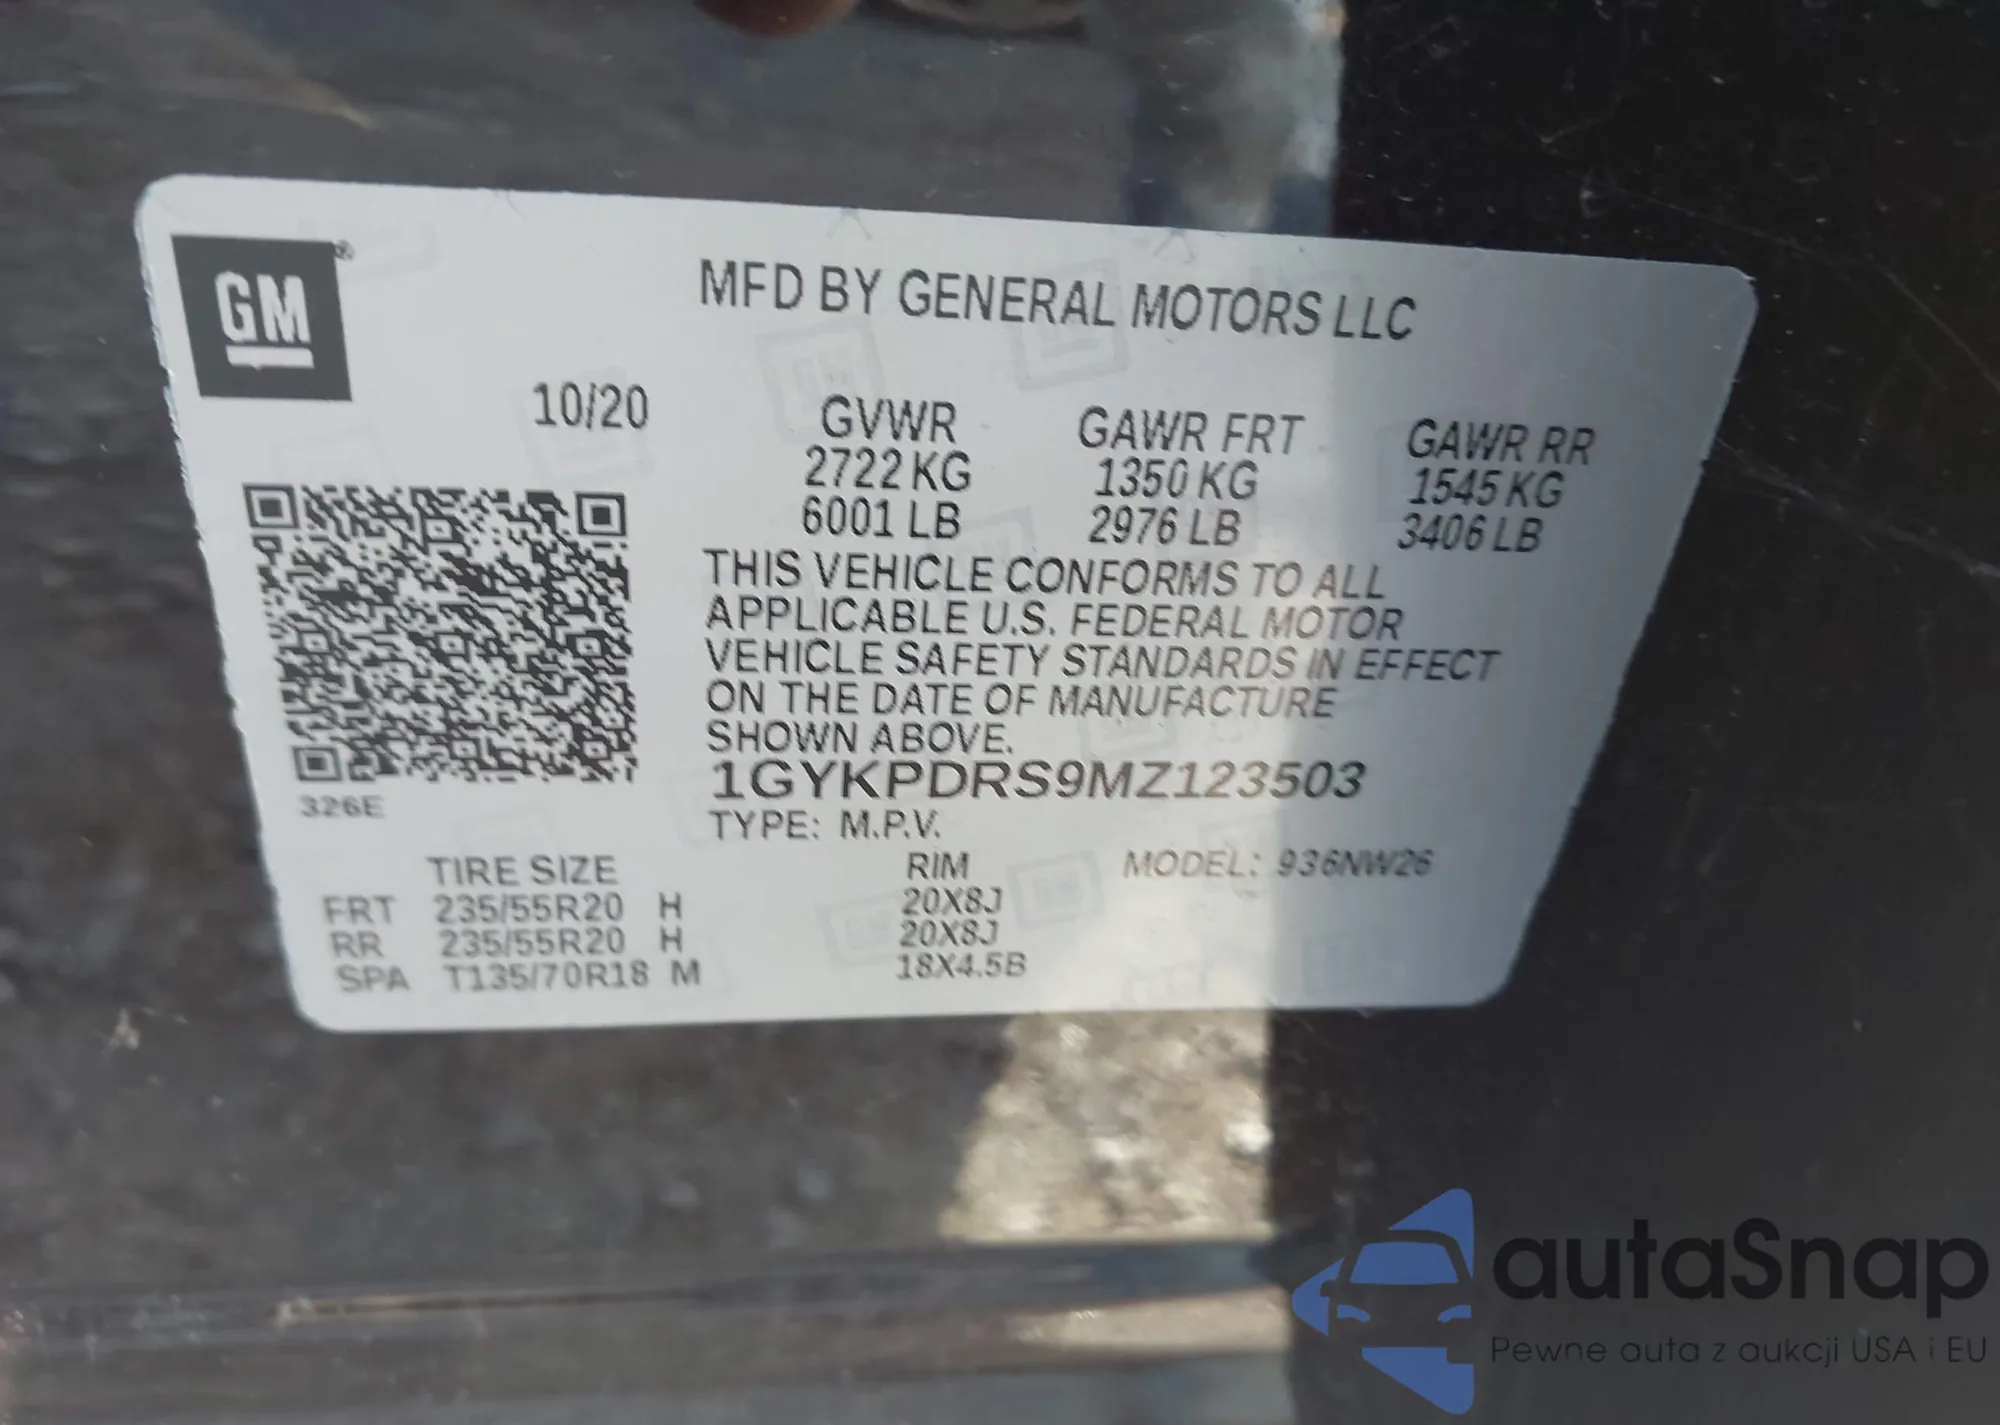 GM®
MFD BY GENERAL MOTORS LLC
10/20
GVWR GAWR FRT GAWR RR
2722 KG 1350 KG 1545 KG
6001 LB 2976 LB 3406 LB
THIS VEHICLE CONFORMS TO ALL
APPLICABLE U.S. FEDERAL MOTOR
VEHICLE SAFETY STANDARDS IN EFFECT
ON THE DATE OF MANUFACTURE
SHOWN ABOVE.
1GYKPDRS9MZ123503
326E
TYPE: M.P.V.
TIRE SIZE RIM MODEL: 936NW26
FRT 235/55R20 H 20X8J
RR 235/55R20 H 20X8J
SPA T135/70R18 M 18X4.5B
autaSnap
Pewne auta z aukcji USA i EU